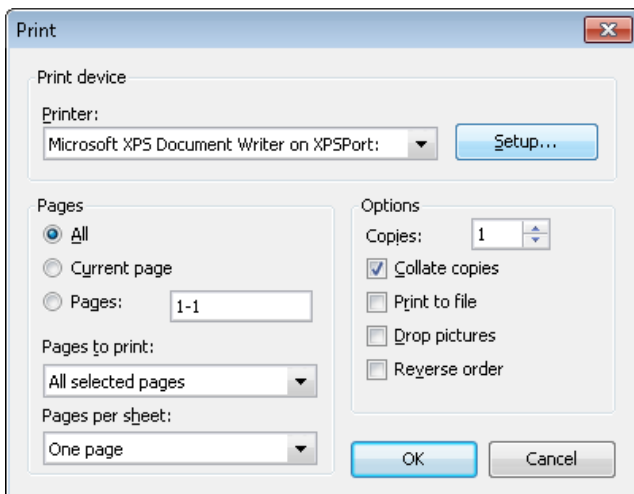 Print
Print device
Printer:
Microsoft XPS Document Writer on XPSPort:
Setup...
Pages
All
Current page
Pages: 1-1
Pages to print:
All selected pages
Pages per sheet:
One page
Options
Copies: 1
Collate copies
Print to file
Drop pictures
Reverse order
OK
Cancel